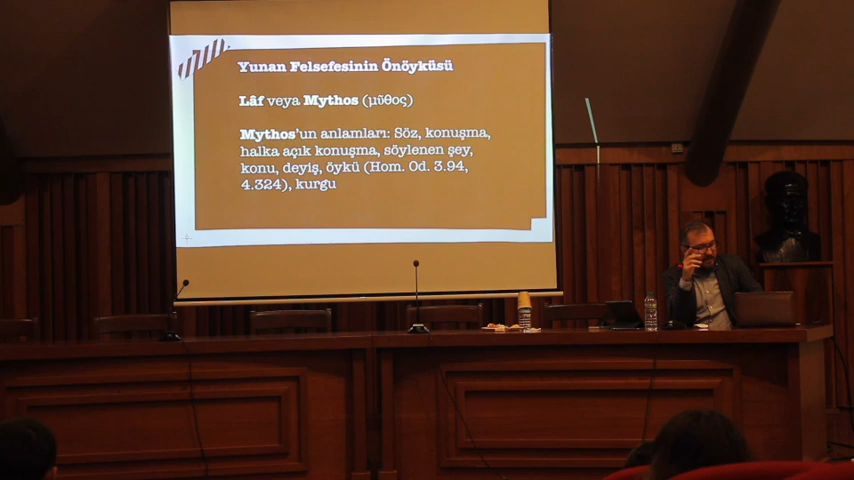 Yunan Felsefesinin Önöyküsü
Lâf veya Mythos (μῦθος)
Mythos'un anlamları: Söz, konuşma,
halka açık konuşma, söylenen şey,
konu, deyiş, öykü (Hom. Od. 3.94,
4.324), kurgu